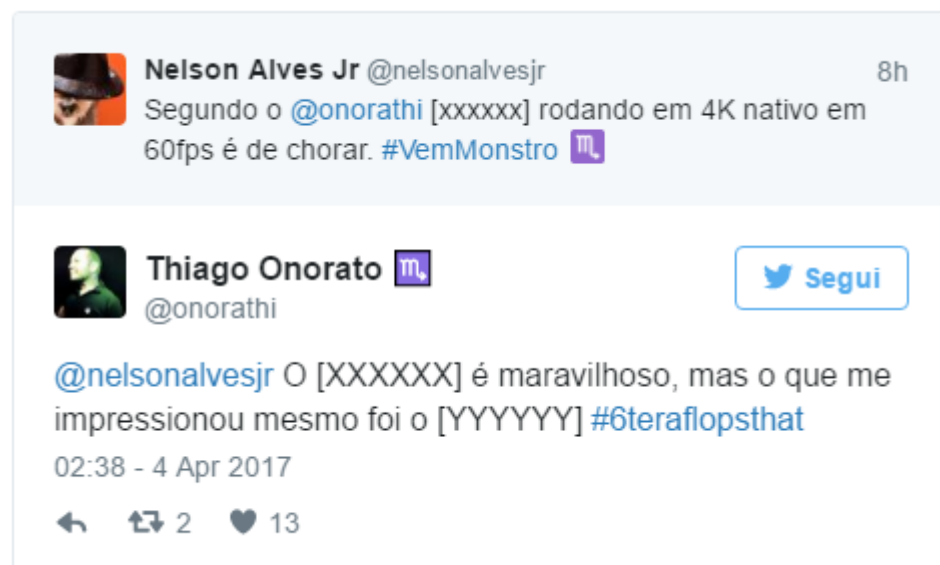 Nelson Alves Jr @nelsonalvesjr 8h
Segundo o @onorathi [xxxxxx] rodando em 4K nativo em
60fps é de chorar. #VemMonstro ♏
Thiago Onorato ♏
@onorathi
Segui
@nelsonalvesjr O [XXXXXX] é maravilhoso, mas o que me
impressionou mesmo foi o [YYYYYY] #6teraflopsthat
02:38 - 4 Apr 2017
2 13